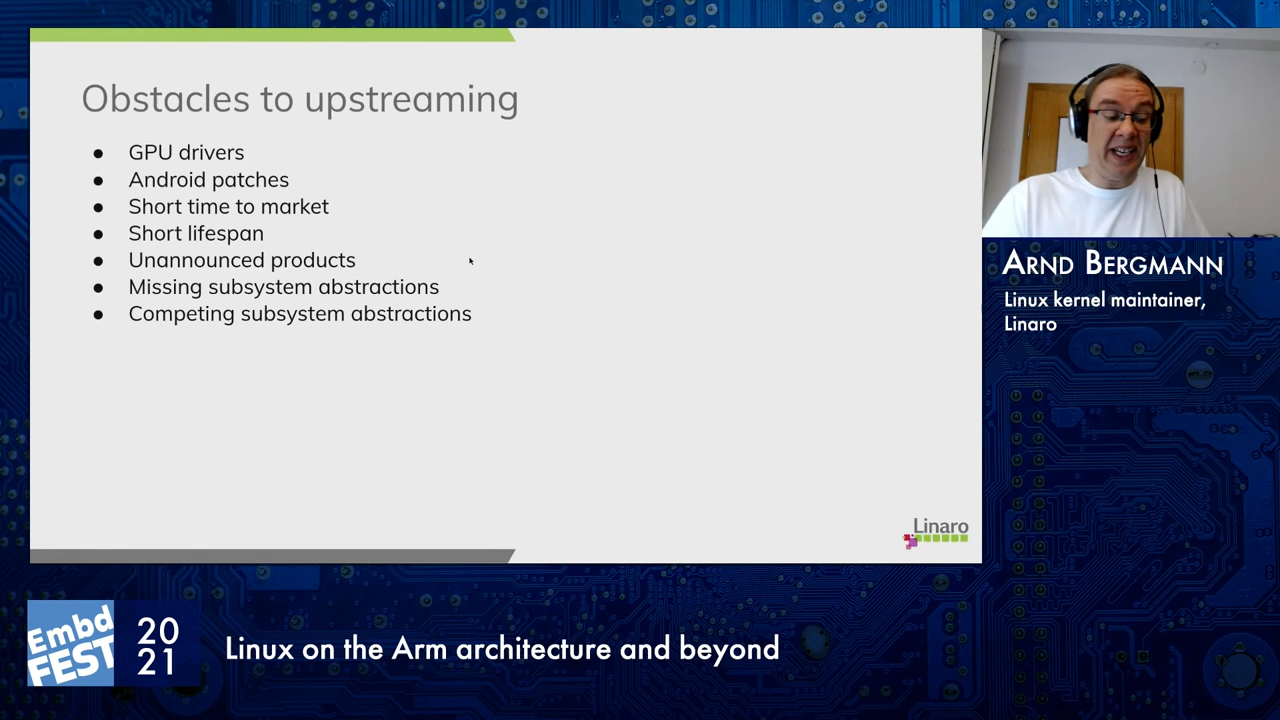 Obstacles to upstreaming
● GPU drivers
● Android patches
● Short time to market
● Short lifespan
● Unannounced products
● Missing subsystem abstractions
● Competing subsystem abstractions
Linaro
ARND BERGMANN
Linux kernel maintainer,
Linaro
Embd
FEST
20
21
Linux on the Arm architecture and beyond